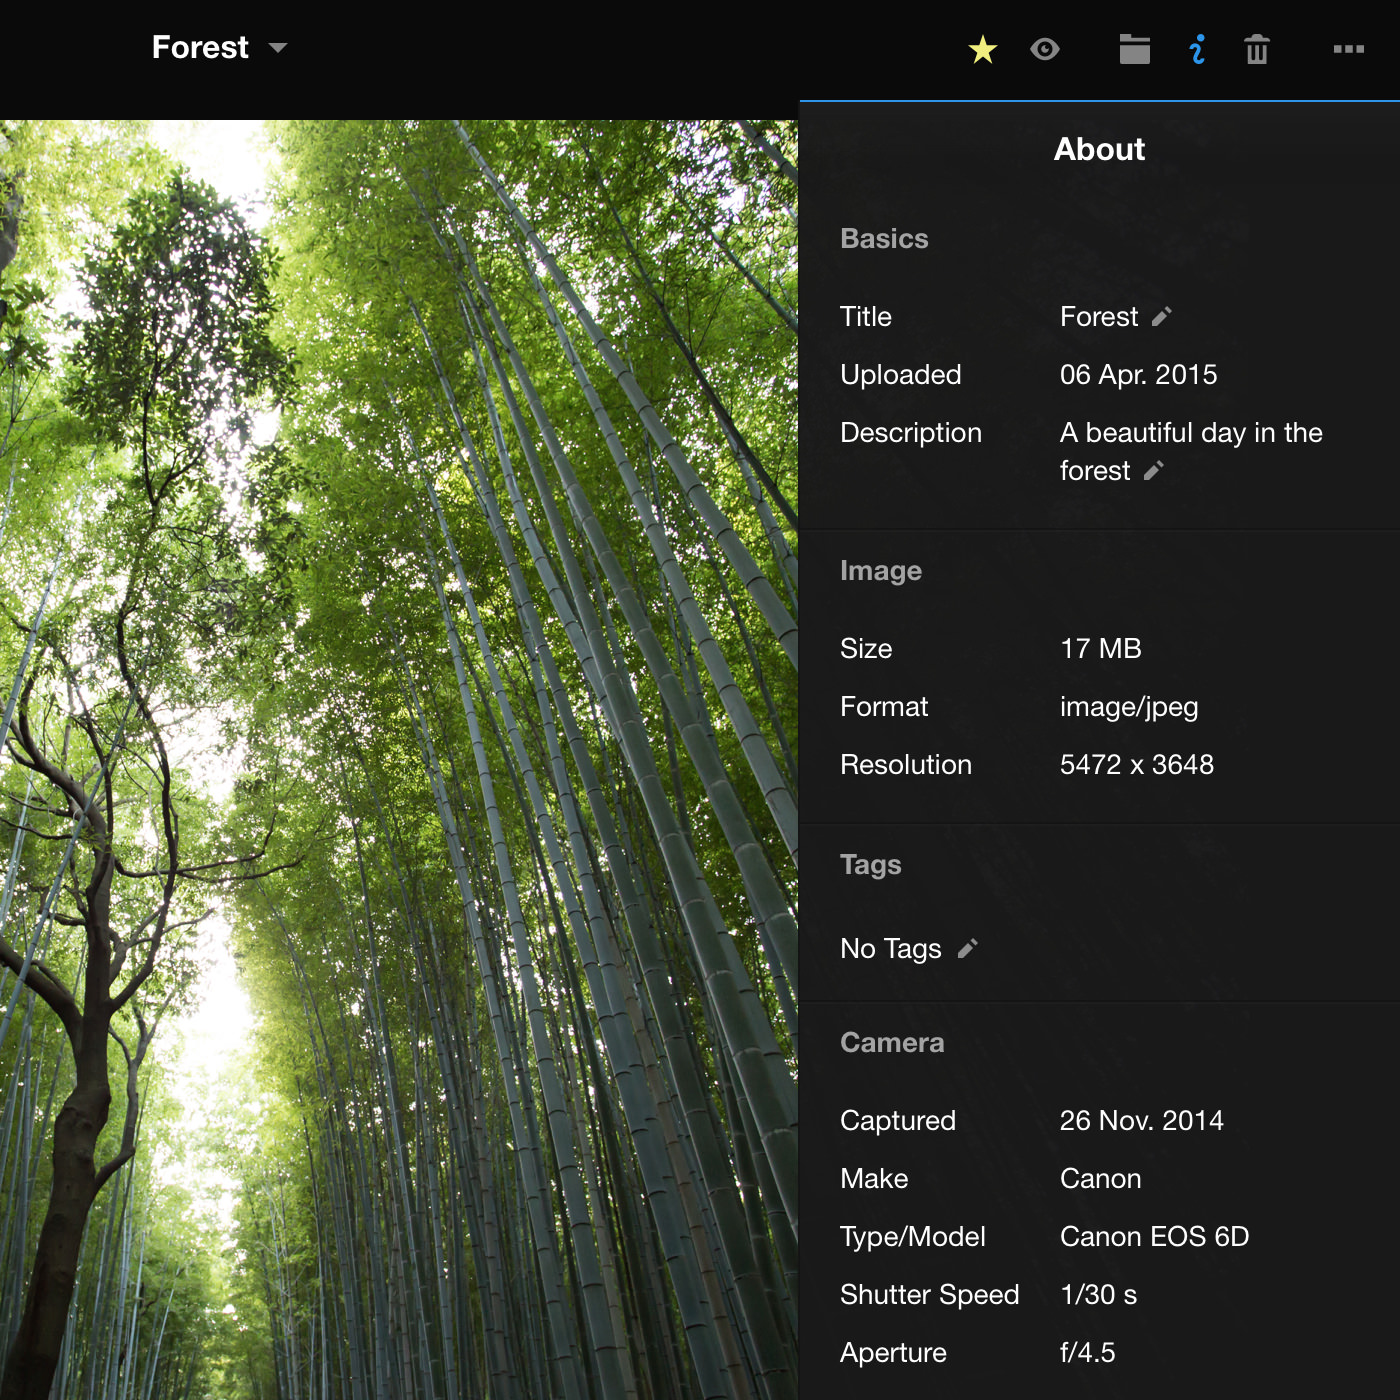 Forest
About
Basics
Title Forest
Uploaded 06 Apr. 2015
Description A beautiful day in the
forest
Image
Size 17 MB
Format image/jpeg
Resolution 5472 x 3648
Tags
No Tags
Camera
Captured 26 Nov. 2014
Make Canon
Type/Model Canon EOS 6D
Shutter Speed 1/30 s
Aperture f/4.5